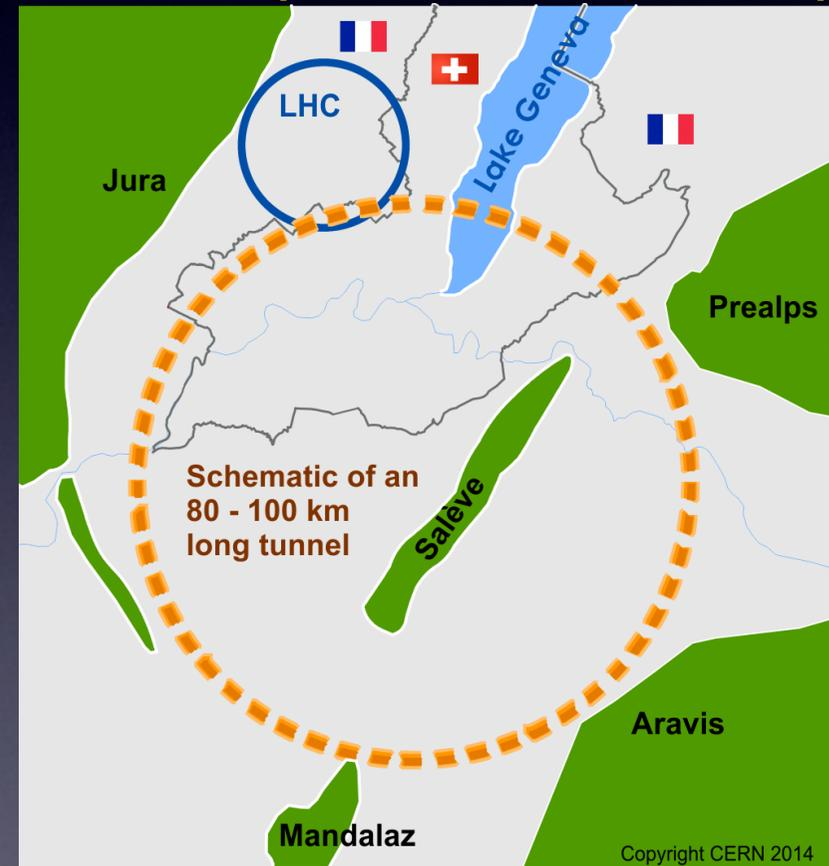 LHC
Lake Geneva
Jura
Prealps
Schematic of an
80 - 100 km
long tunnel
Salève
Aravis
Mandalaz
Copyright CERN 2014